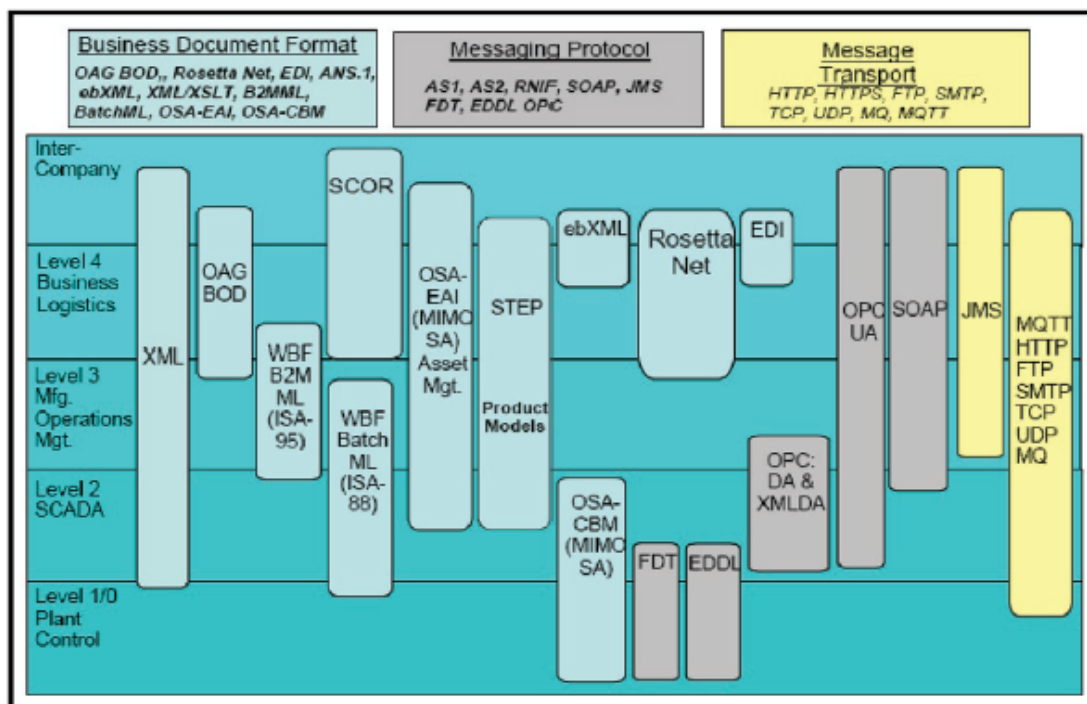 Business Document Format
OAG BOD,, Rosetta Net, EDI, ANS.1,
ebXML, XML/XSLT, B2MML,
BatchML, OSA-EAI, OSA-CBM
Messaging Protocol
AS1, AS2, RNIF, SOAP, JMS
FDT, EDDL OPC
Message
Transport
HTTP, HTTPS, FTP, SMTP,
TCP, UDP, MQ, MQTT
Inter-
Company
Level 4
Business
Logistics
Level 3
Mfg.
Operations
Mgt.
Level 2
SCADA
Level 1/0
Plant
Control
XML
OAG
BOD
WBF
B2M
ML
(ISA-
95)
SCOR
WBF
Batch
ML
(ISA-
88)
OSA-
EAI
(MIMO
SA)
Asset
Mgt.
STEP
Product
Models
ebXML
OSA-
CBM
(MIMO
SA)
Rosetta
Net
FDT
EDDL
EDI
OPC:
DA &
XMLDA
OPC
UA
SOAP
JMS
MQTT
HTTP
FTP
SMTP
TCP
UDP
MQ